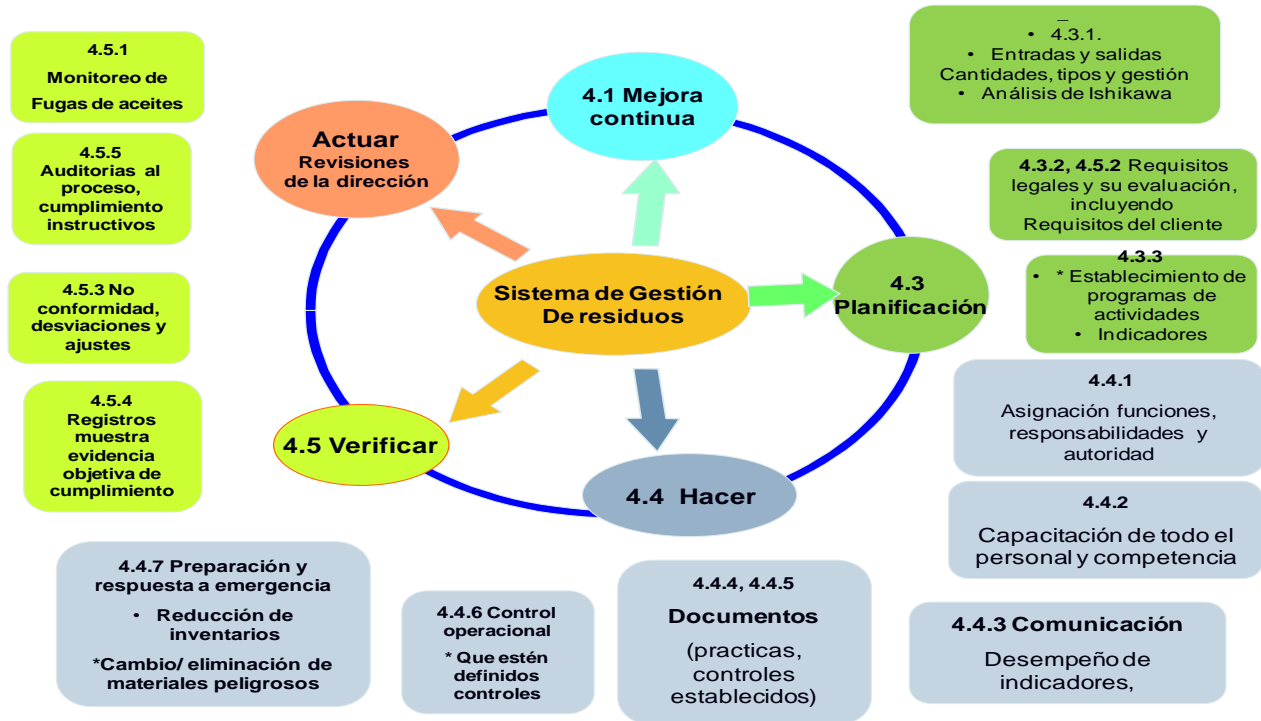 4.5.1
Monitoreo de
Fugas de aceites
4.5.5
Auditorias al
proceso,
cumplimiento
instructivos
4.5.3 No
conformidad,
desviaciones y
ajustes
4.5.4
Registros
muestra
evidencia
objetiva de
cumplimiento
Actuar
Revisiones
de la dirección
4.1 Mejora
continua
Sistema de Gestión
De residuos
4.3
Planificación
4.5 Verificar
4.4 Hacer
–
• 4.3.1.
• Entradas y salidas
Cantidades, tipos y gestión
• Análisis de Ishikawa
4.3.2, 4.5.2 Requisitos
legales y su evaluación,
incluyendo
Requisitos del cliente
4.3.3
• * Establecimiento de
programas de
actividades
• Indicadores
4.4.1
Asignación funciones,
responsabilidades y
autoridad
4.4.2
Capacitación de todo el
personal y competencia
4.4.3 Comunicación
Desempeño de
indicadores,
4.4.4, 4.4.5
Documentos
(practicas,
controles
establecidos)
4.4.6 Control
operacional
* Que estén
definidos
controles
4.4.7 Preparación y
respuesta a emergencia
• Reducción de
inventarios
*Cambio/ eliminación de
materiales peligrosos